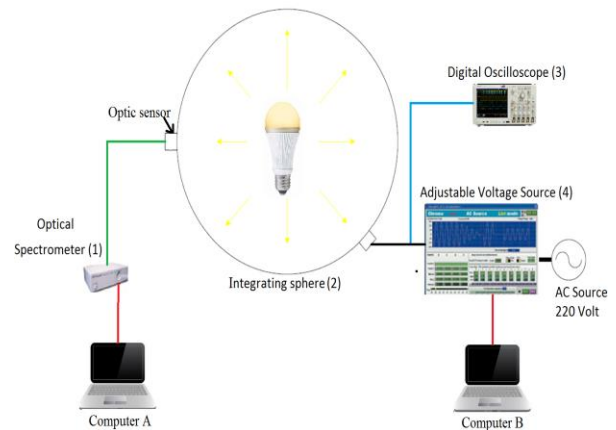 Digital Oscilloscope (3)
Optic sensor
Adjustable Voltage Source (4)
Optical
Spectrometer (1)
Integrating sphere (2)
AC Source
220 Volt
Computer A
Computer B